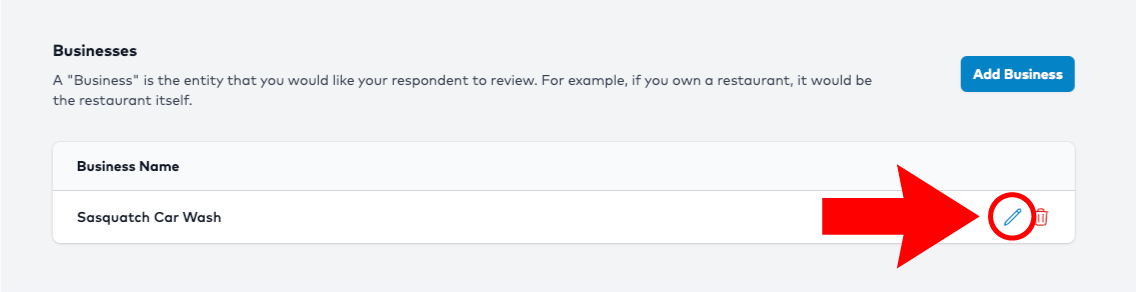 Businesses
A "Business" is the entity that you would like your respondent to review. For example, if you own a restaurant, it would be
the restaurant itself.
Add Business
Business Name
Sasquatch Car Wash